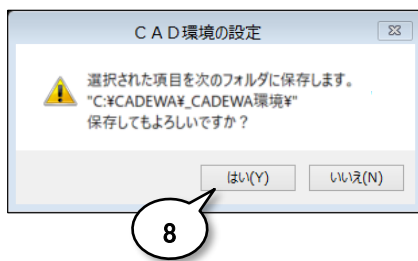 ＣＡＤ環境の設定
選択された項目を次のフォルダに保存します。
"C:¥CADEWA¥_CADEWA環境¥"
保存してもよろしいですか？
はい(Y)
いいえ(N)
8